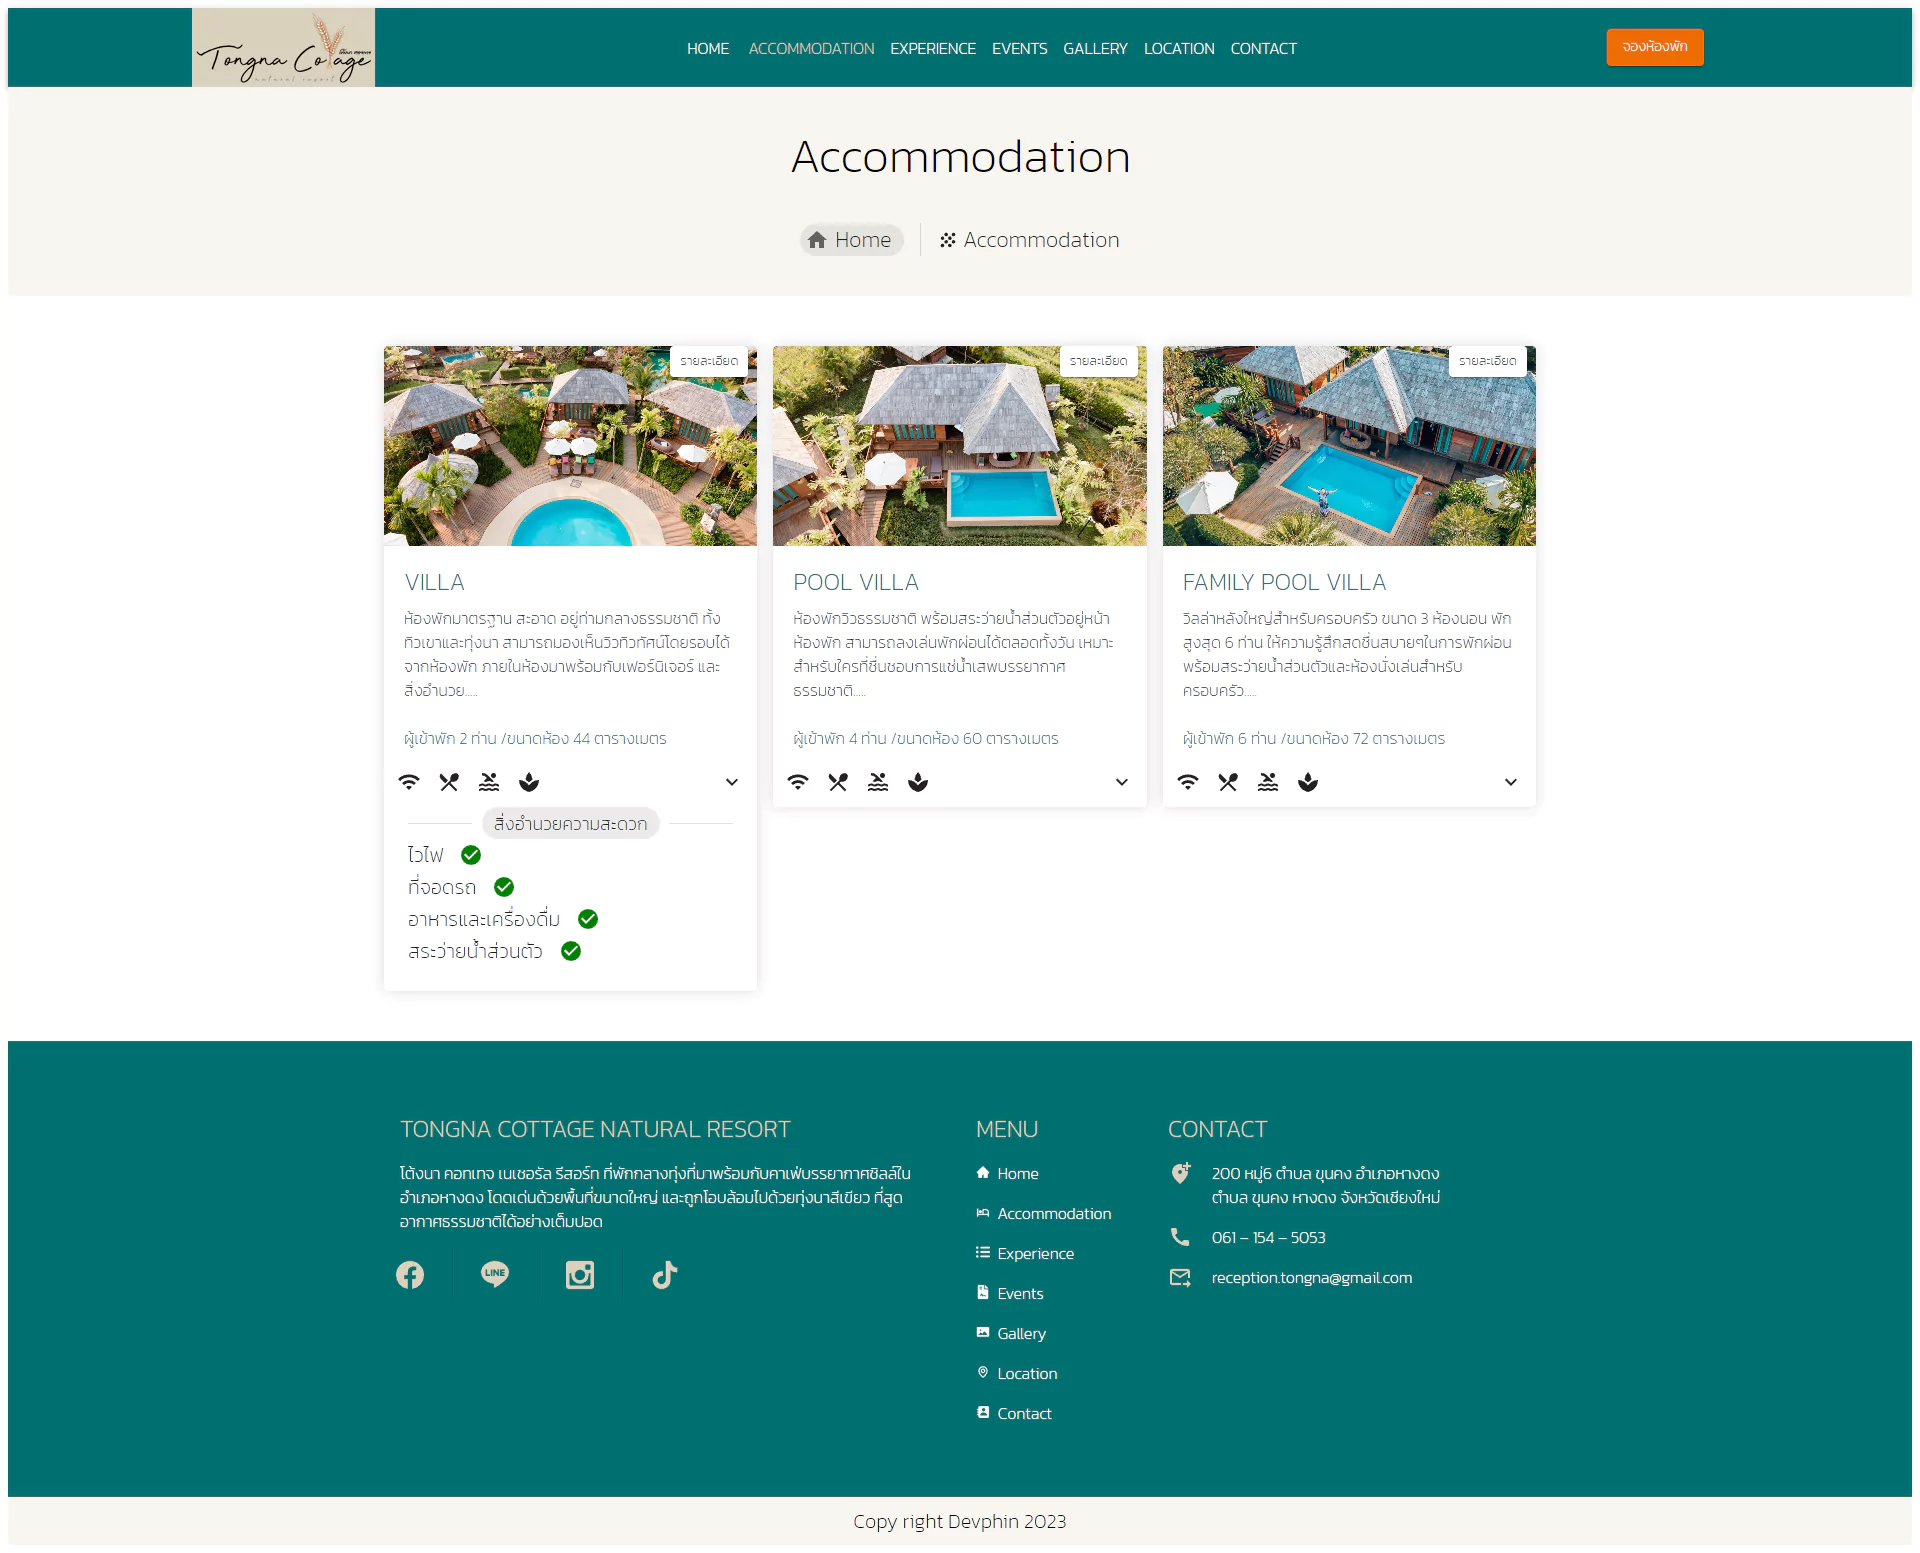 Tongna Cottage
natural resort
HOME ACCOMMODATION EXPERIENCE EVENTS GALLERY LOCATION CONTACT
จองห้องพัก
Accommodation
Home
Accommodation
รายละเอียด
รายละเอียด
รายละเอียด
VILLA
ห้องพักมาตรฐาน สะอาด อยู่ท่ามกลางธรรมชาติ ทั้ง
ทิวเขาและทุ่งนา สามารถมองเห็นวิวทิวทัศน์โดยรอบได้
จากห้องพัก ภายในห้องมาพร้อมกับเฟอร์นิเจอร์ และ
สิ่งอำนวย.....
ผู้เข้าพัก 2 ท่าน /ขนาดห้อง 44 ตารางเมตร
สิ่งอำนวยความสะดวก
ไวไฟ
ที่จอดรถ
อาหารและเครื่องดื่ม
สระว่ายน้ำส่วนตัว
POOL VILLA
ห้องพักวิวธรรมชาติ พร้อมสระว่ายน้ำส่วนตัวอยู่หน้า
ห้องพัก สามารถลงเล่นพักผ่อนได้ตลอดทั้งวัน เหมาะ
สำหรับใครที่ชื่นชอบการแช่น้ำเสพบรรยากาศ
ธรรมชาติ.....
ผู้เข้าพัก 4 ท่าน /ขนาดห้อง 60 ตารางเมตร
FAMILY POOL VILLA
วิลล่าหลังใหญ่สำหรับครอบครัว ขนาด 3 ห้องนอน พัก
สูงสุด 6 ท่าน ให้ความรู้สึกสดชื่นสบายๆในการพักผ่อน
พร้อมสระว่ายน้ำส่วนตัวและห้องนั่งเล่นสำหรับ
ครอบครัว.....
ผู้เข้าพัก 6 ท่าน /ขนาดห้อง 72 ตารางเมตร
TONGNA COTTAGE NATURAL RESORT
โต้งนา คอทเทจ เนเชอรัล รีสอร์ท ที่พักกลางทุ่งที่มาพร้อมกับคาเฟ่บรรยากาศชิลล์ใน
อำเภอหางดง โดดเด่นด้วยพื้นที่ขนาดใหญ่ และถูกโอบล้อมไปด้วยทุ่งนาสีเขียว ที่สูด
อากาศธรรมชาติได้อย่างเต็มปอด
LINE
MENU
Home
Accommodation
Experience
Events
Gallery
Location
Contact
CONTACT
200 หมู่6 ตำบล ขุนคง อำเภอหางดง
ตำบล ขุนคง หางดง จังหวัดเชียงใหม่
061 – 154 – 5053
reception.tongna@gmail.com
Copy right Devphin 2023